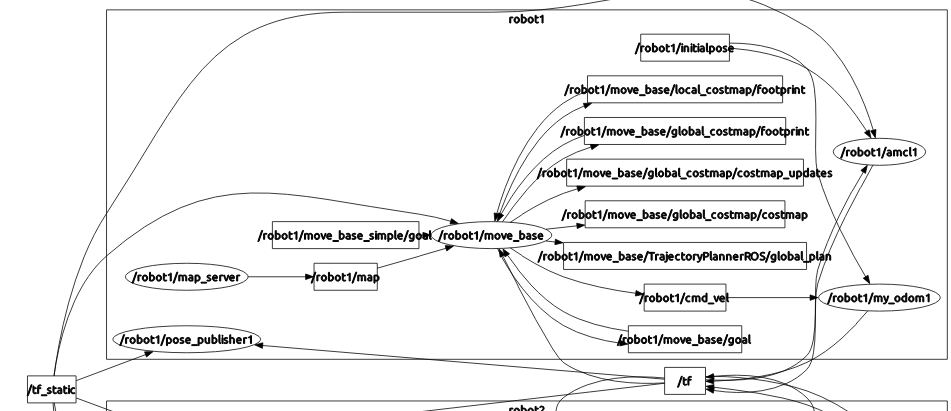 robot1
/robot1/initialpose
/robot1/move_base/local_costmap/footprint
/robot1/move_base/global_costmap/footprint
/robot1/amcl1
/robot1/move_base/global_costmap/costmap_updates
/robot1/move_base/global_costmap/costmap
/robot1/move_base_simple/goal
/robot1/move_base
/robot1/move_base/TrajectoryPlannerROS/global_plan
/robot1/map_server
/robot1/map
/robot1/cmd_vel
/robot1/my_odom1
/robot1/pose_publisher1
/robot1/move_base/goal
/tf_static
/tf
robot2